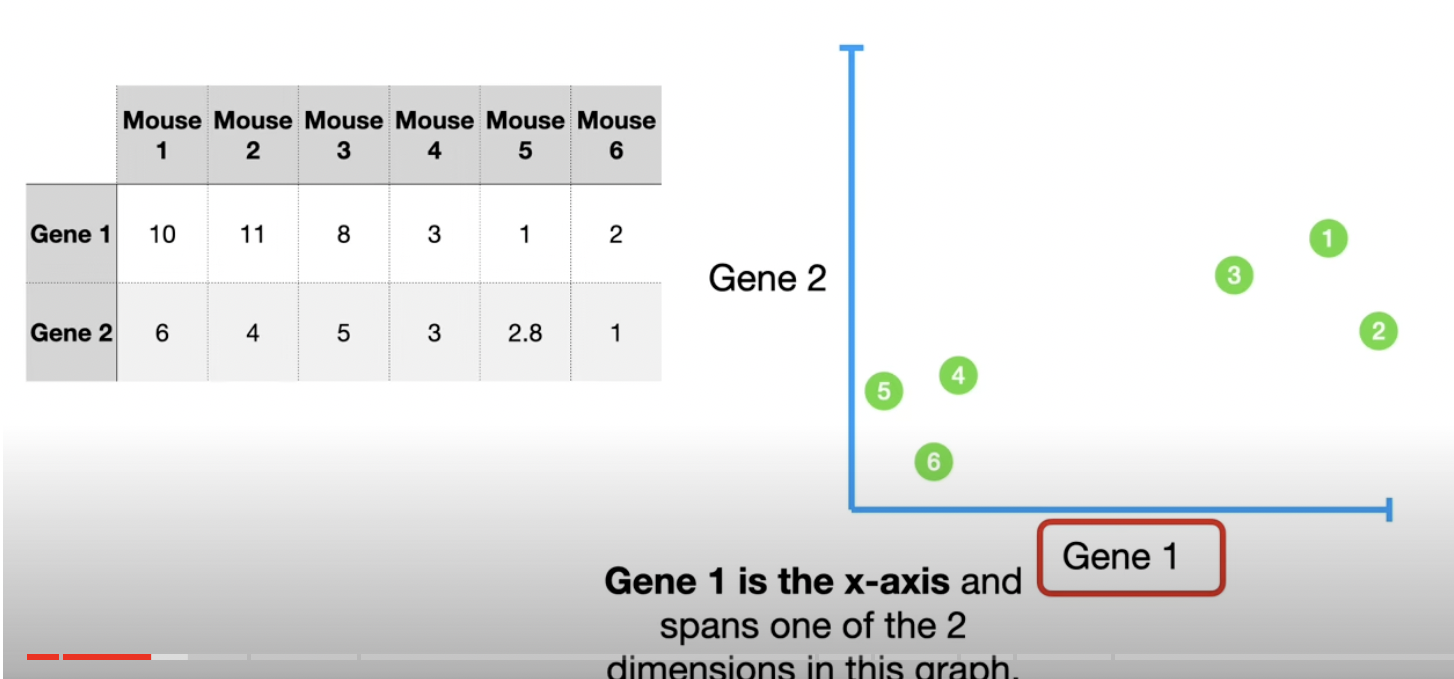 Mouse 1 Mouse 2 Mouse 3 Mouse 4 Mouse 5 Mouse 6
Gene 1 10 11 8 3 1 2
Gene 2 6 4 5 3 2.8 1
Gene 2
1
3
2
4
5
6
Gene 1
Gene 1 is the x-axis and
spans one of the 2
dimensions in this graph.